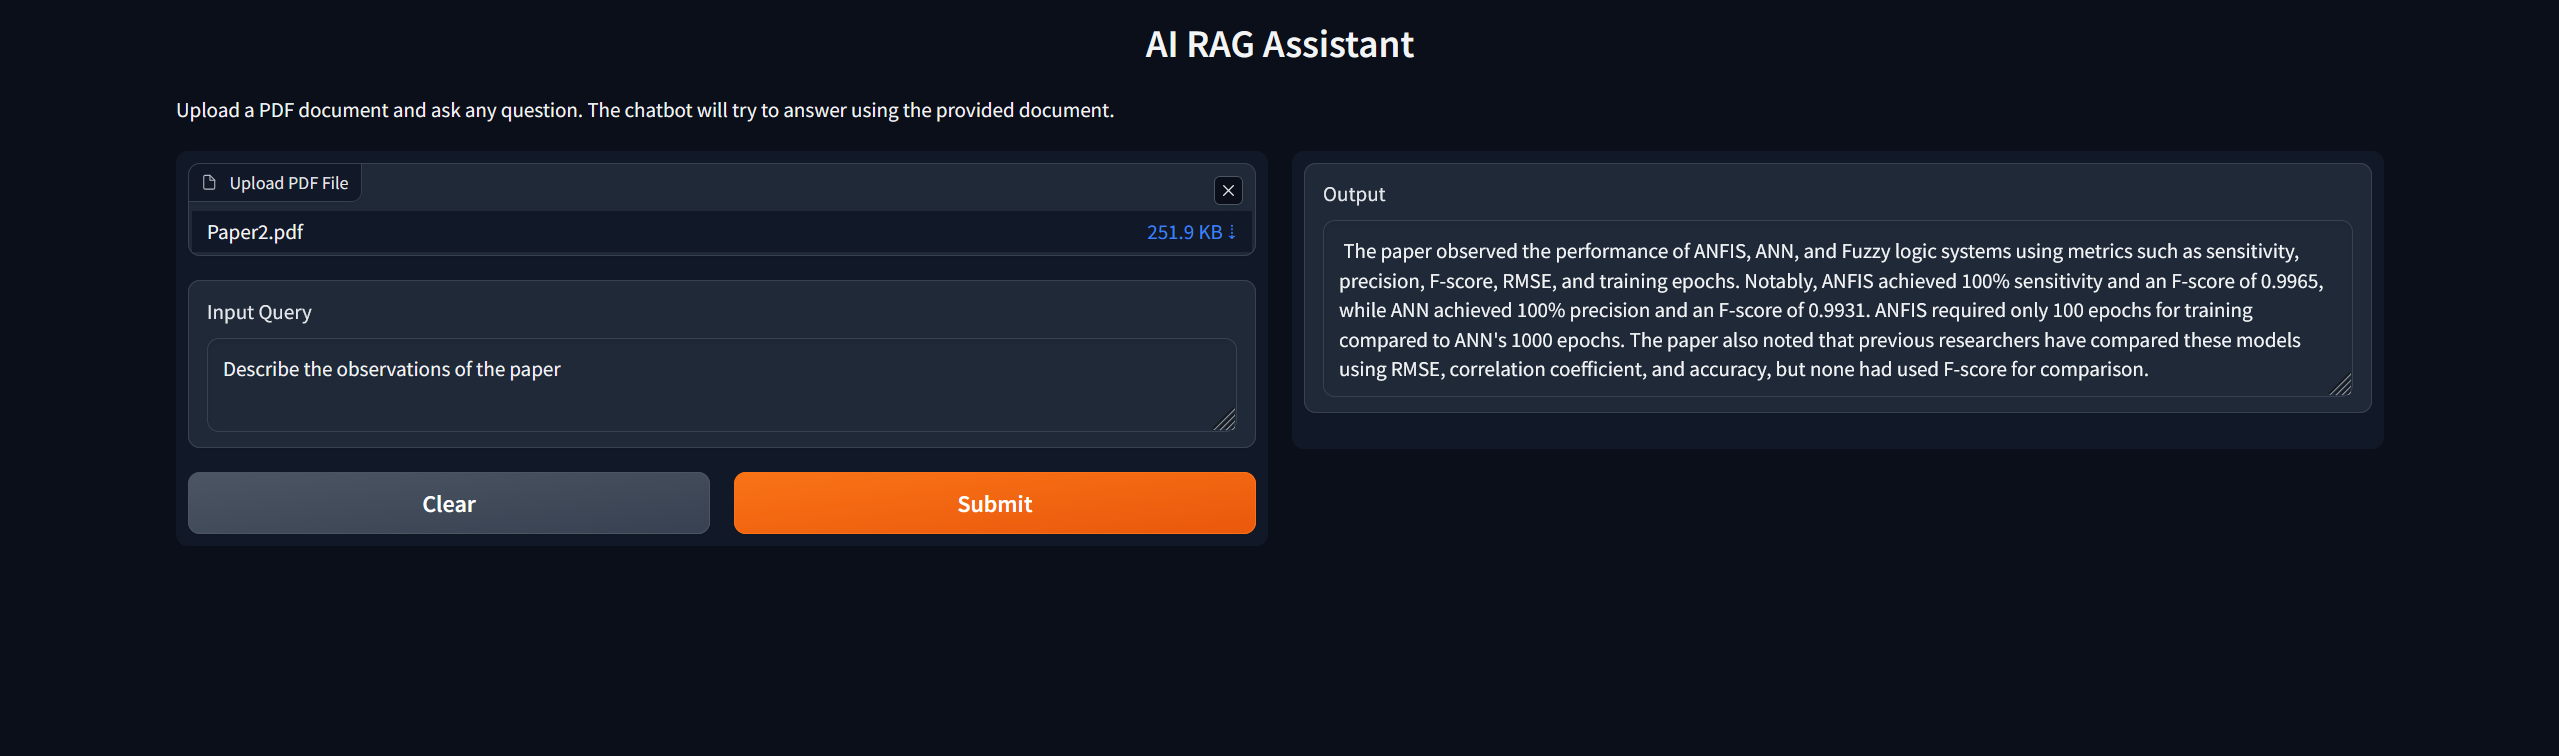 AI RAG Assistant
Upload a PDF document and ask any question. The chatbot will try to answer using the provided document.
Upload PDF File
Paper2.pdf
251.9 KB ↓
Input Query
Describe the observations of the paper
Clear
Submit
Output
The paper observed the performance of ANFIS, ANN, and Fuzzy logic systems using metrics such as sensitivity,
precision, F-score, RMSE, and training epochs. Notably, ANFIS achieved 100% sensitivity and an F-score of 0.9965,
while ANN achieved 100% precision and an F-score of 0.9931. ANFIS required only 100 epochs for training
compared to ANN's 1000 epochs. The paper also noted that previous researchers have compared these models
using RMSE, correlation coefficient, and accuracy, but none had used F-score for comparison.